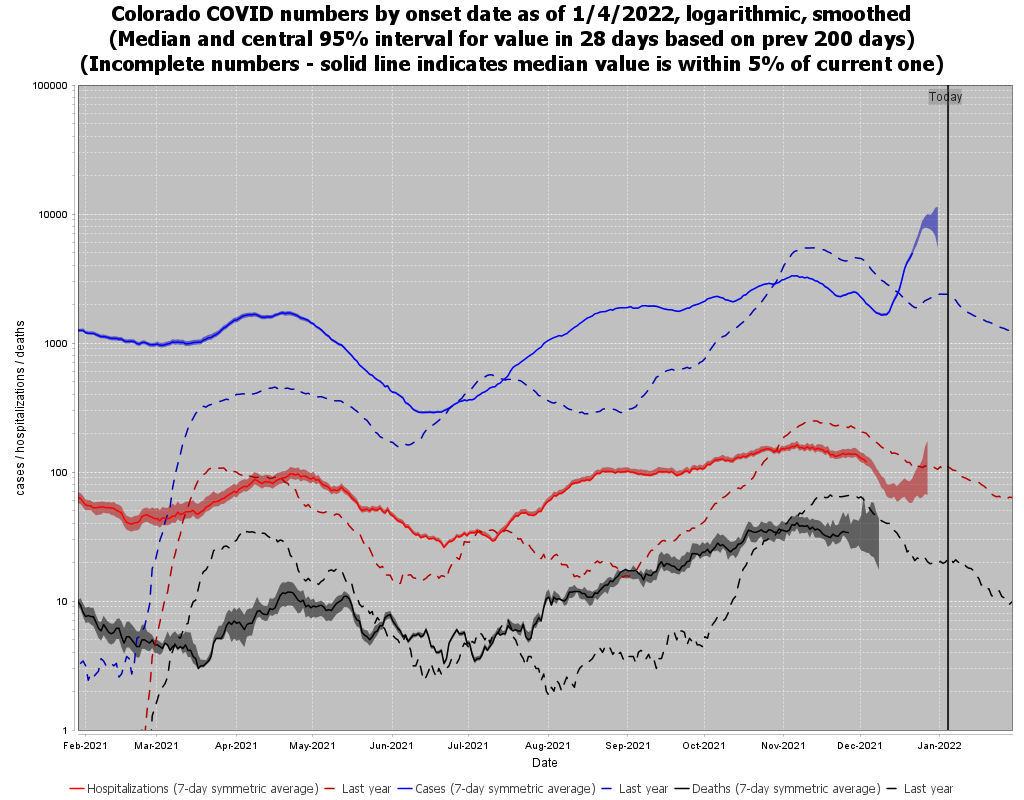 Colorado COVID numbers by onset date as of 1/4/2022, logarithmic, smoothed
(Median and central 95% interval for value in 28 days based on prev 200 days)
(Incomplete numbers - solid line indicates median value is within 5% of current one)
100000
Today
10000
1000
100
10
1
cases / hospitalizations / deaths
Feb-2021 Mar-2021 Apr-2021 May-2021 Jun-2021 Jul-2021 Aug-2021 Sep-2021 Oct-2021 Nov-2021 Dec-2021 Jan-2022
Date
Hospitalizations (7-day symmetric average) Last year Cases (7-day symmetric average) Last year Deaths (7-day symmetric average) Last year